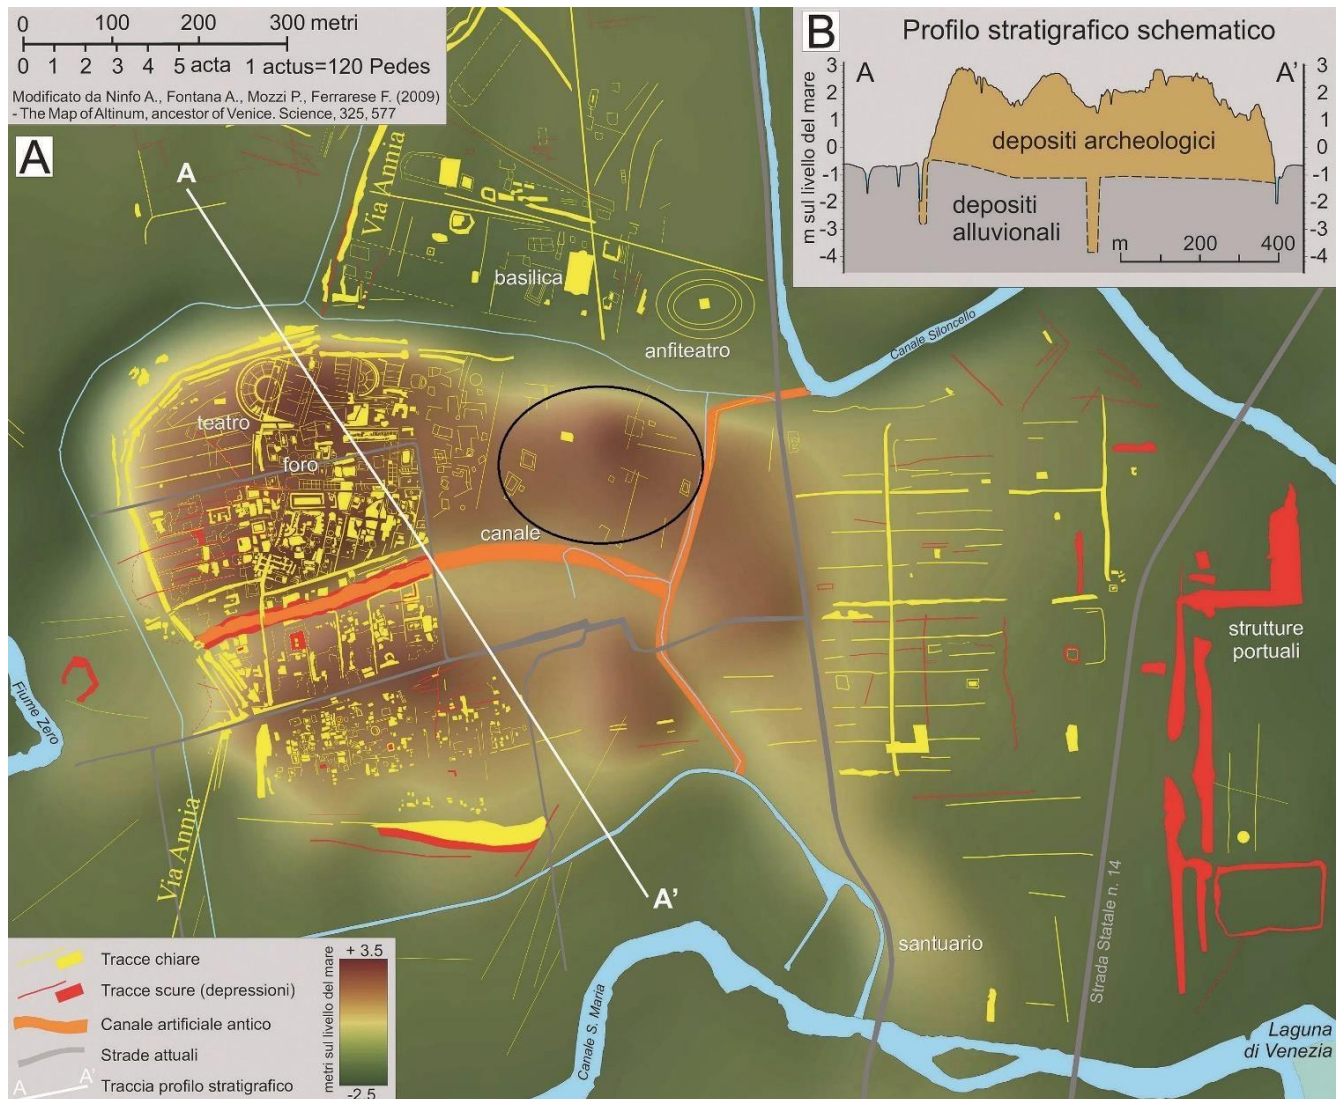 0 100 200 300 metri
0 1 2 3 4 5 acta 1 actus=120 Pedes
Modificato da Ninfo A., Fontana A., Mozzi P., Ferrarese F. (2009)
- The Map of Altinum, ancestor of Venice. Science, 325, 577
A
B
Profilo stratigrafico schematico
A
A'
m sul livello del mare
3
2
1
0
-1
-2
-3
-4
3
2
1
0
-1
-2
-3
-4
depositi archeologici
depositi
alluvionali
m 200 400
A
Via Annia
basilica
anfiteatro
Canale Siloncello
teatro
foro
canale
strutture
portuali
Fiume Zero
Via Annia
A'
santuario
Strada Statale n. 14
Canale S. Maria
Laguna
di Venezia
Tracce chiare
Tracce scure (depressioni)
Canale artificiale antico
Strade attuali
A A' Traccia profilo stratigrafico
+ 3.5
metri sul livello del mare
-2.5